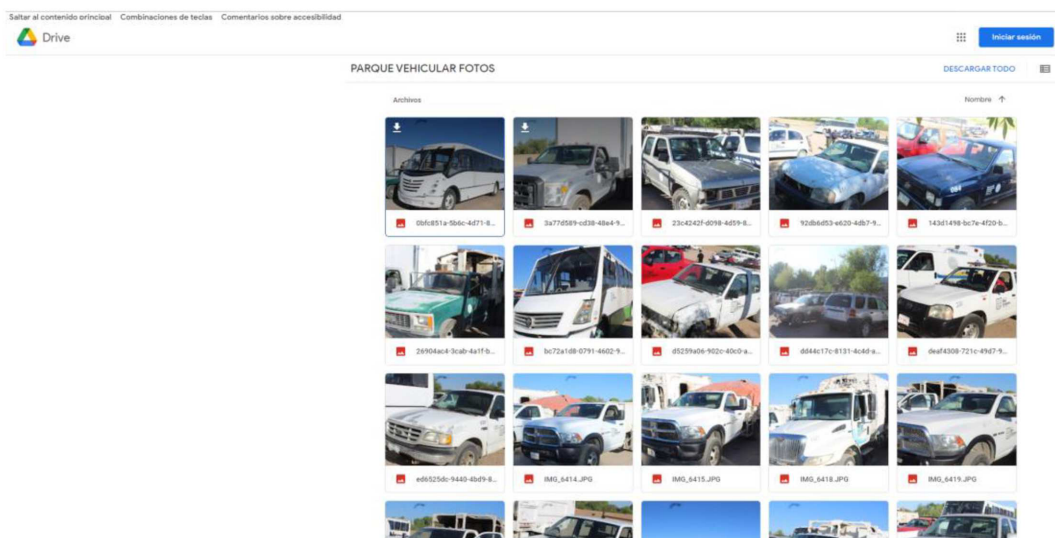 Saltar al contenido principal Combinaciones de teclas Comentarios sobre accesibilidad
Drive
Iniciar sesión
PARQUE VEHICULAR FOTOS
DESCARGAR TODO
Archivos
Nombre
0bfc851a-5b6c-4d71-8...
3a77d589-cd38-48e4-9...
23c4242f-d098-4d59-8...
92db6d53-e620-4db7-9...
143d1498-bc7e-4f20-b...
26904ac4-3cab-4a1f-b...
bc72a1d8-0791-4602-9...
d5259a06-902c-40c0-a...
dd44c17c-8131-4c4d-a...
deaf4308-721c-49d7-9...
ed6525dc-9440-4bd9-8...
IMG_6414.JPG
IMG_6415.JPG
IMG_6418.JPG
IMG_6419.JPG